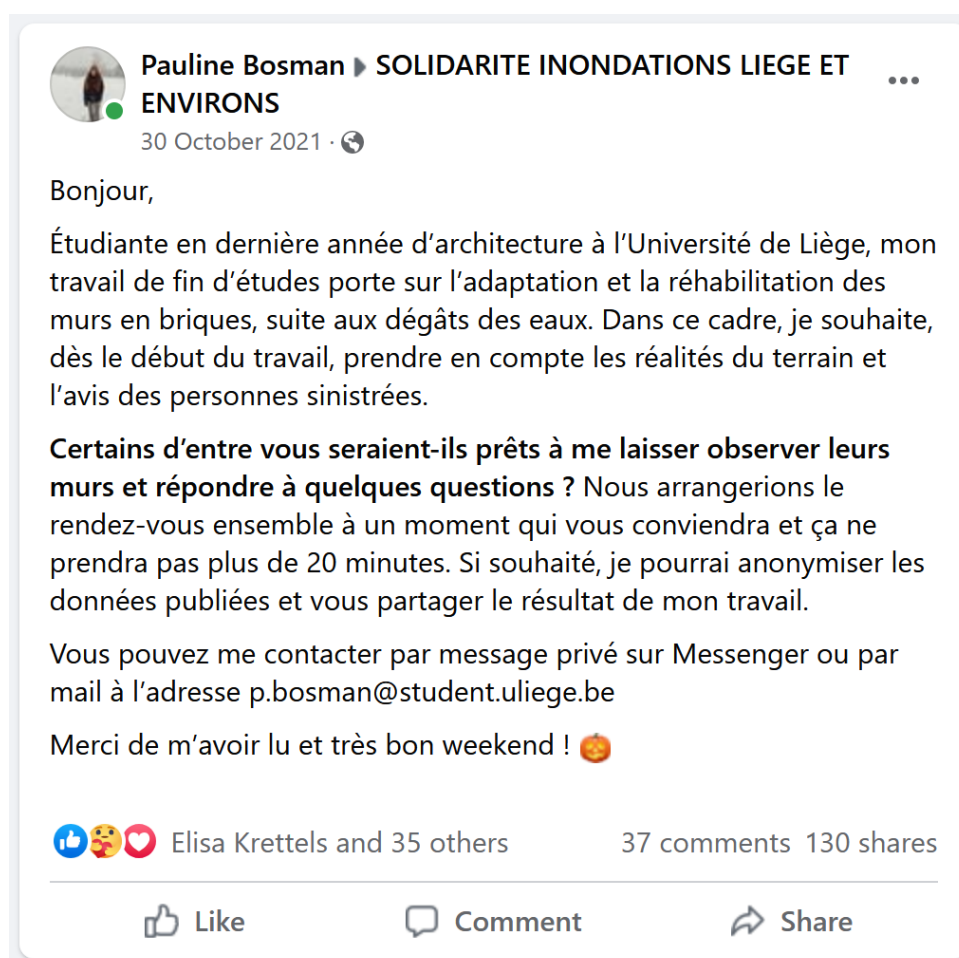 Pauline Bosman ▸ SOLIDARITE INONDATIONS LIEGE ET
ENVIRONS
30 October 2021 ·
Bonjour,
Étudiante en dernière année d’architecture à l’Université de Liège, mon
travail de fin d’études porte sur l’adaptation et la réhabilitation des
murs en briques, suite aux dégâts des eaux. Dans ce cadre, je souhaite,
dès le début du travail, prendre en compte les réalités du terrain et
l’avis des personnes sinistrées.
Certains d’entre vous seraient-ils prêts à me laisser observer leurs
murs et répondre à quelques questions ? Nous arrangerions le
rendez-vous ensemble à un moment qui vous conviendra et ça ne
prendra pas plus de 20 minutes. Si souhaité, je pourrai anonymiser les
données publiées et vous partager le résultat de mon travail.
Vous pouvez me contacter par message privé sur Messenger ou par
mail à l’adresse p.bosman@student.uliege.be
Merci de m’avoir lu et très bon weekend ! 🎃
Elisa Krettels and 35 others 37 comments 130 shares
Like Comment Share